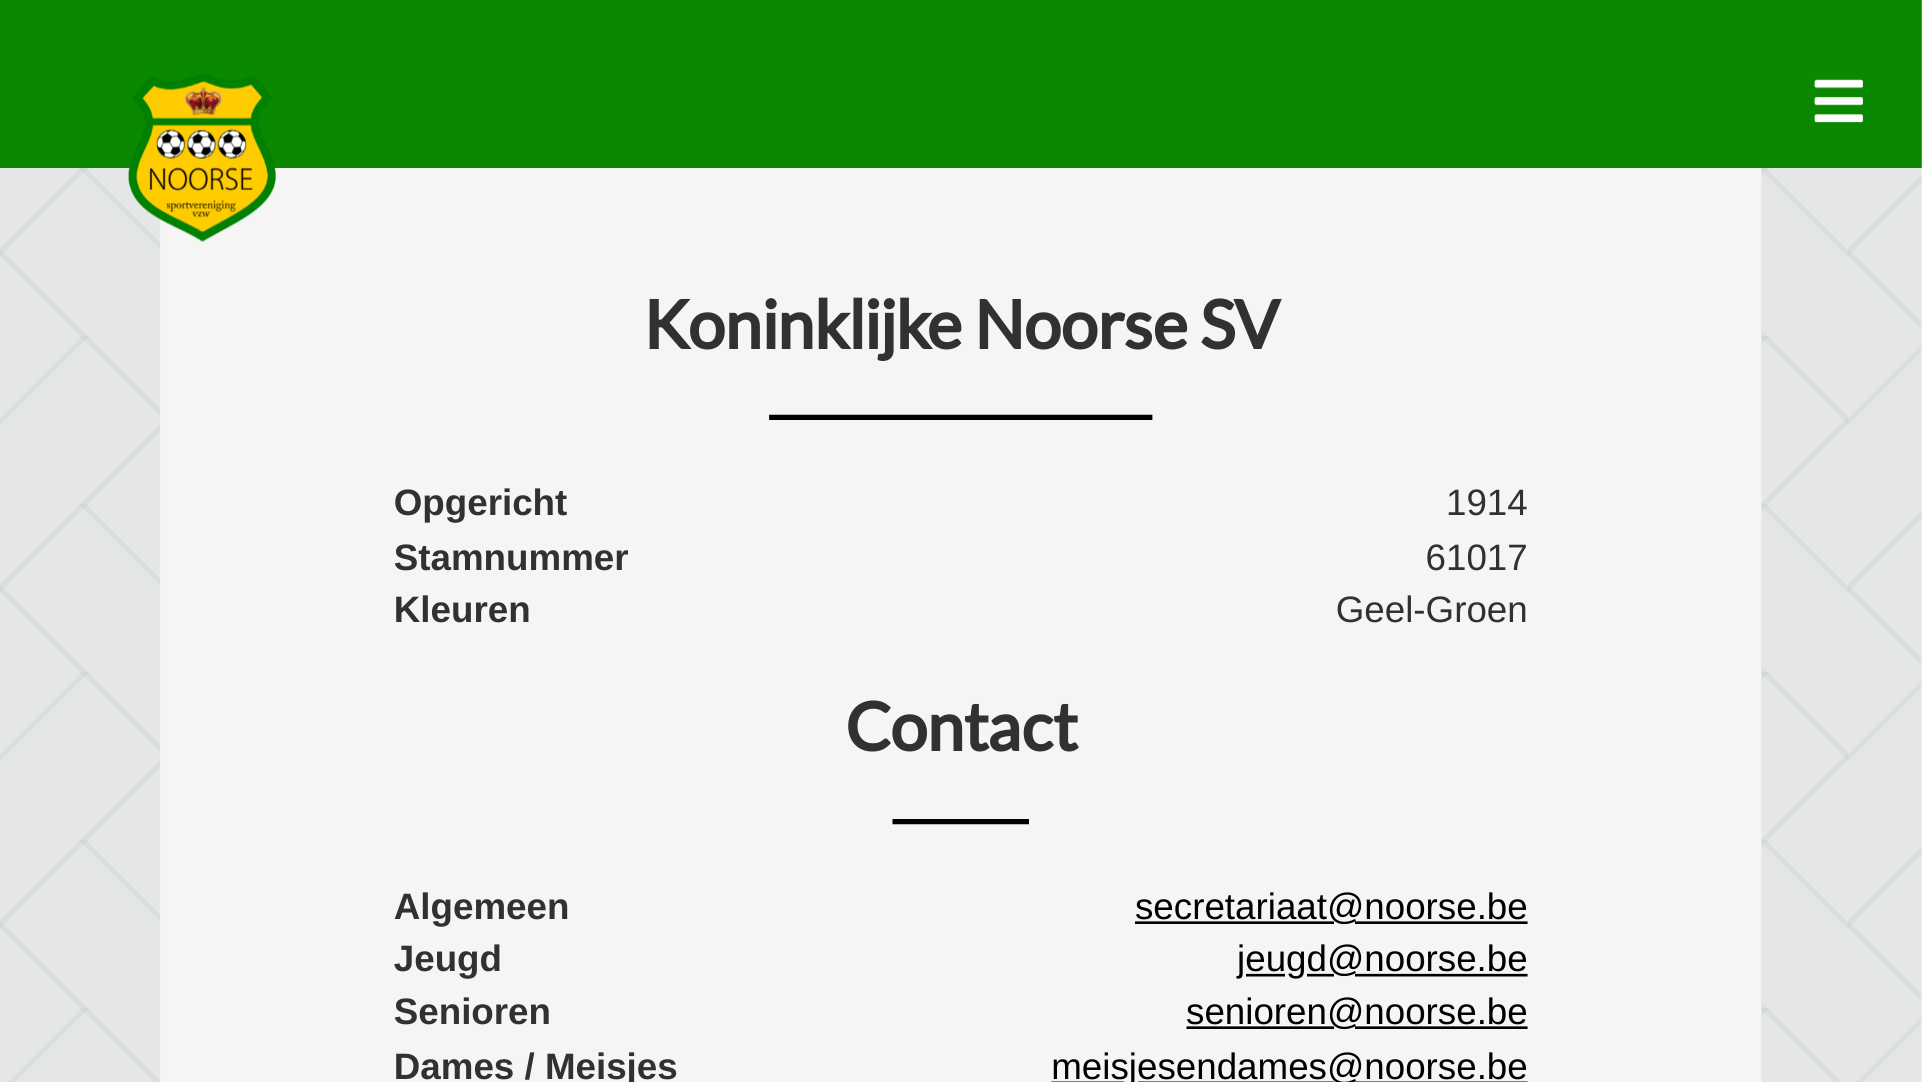 NOORSE
sportvereniging
vzw
Koninklijke Noorse SV
Opgericht 1914
Stamnummer 61017
Kleuren Geel-Groen
Contact
Algemeen secretariaat@noorse.be
Jeugd jeugd@noorse.be
Senioren senioren@noorse.be
Dames / Meisjes meisjesendames@noorse.be